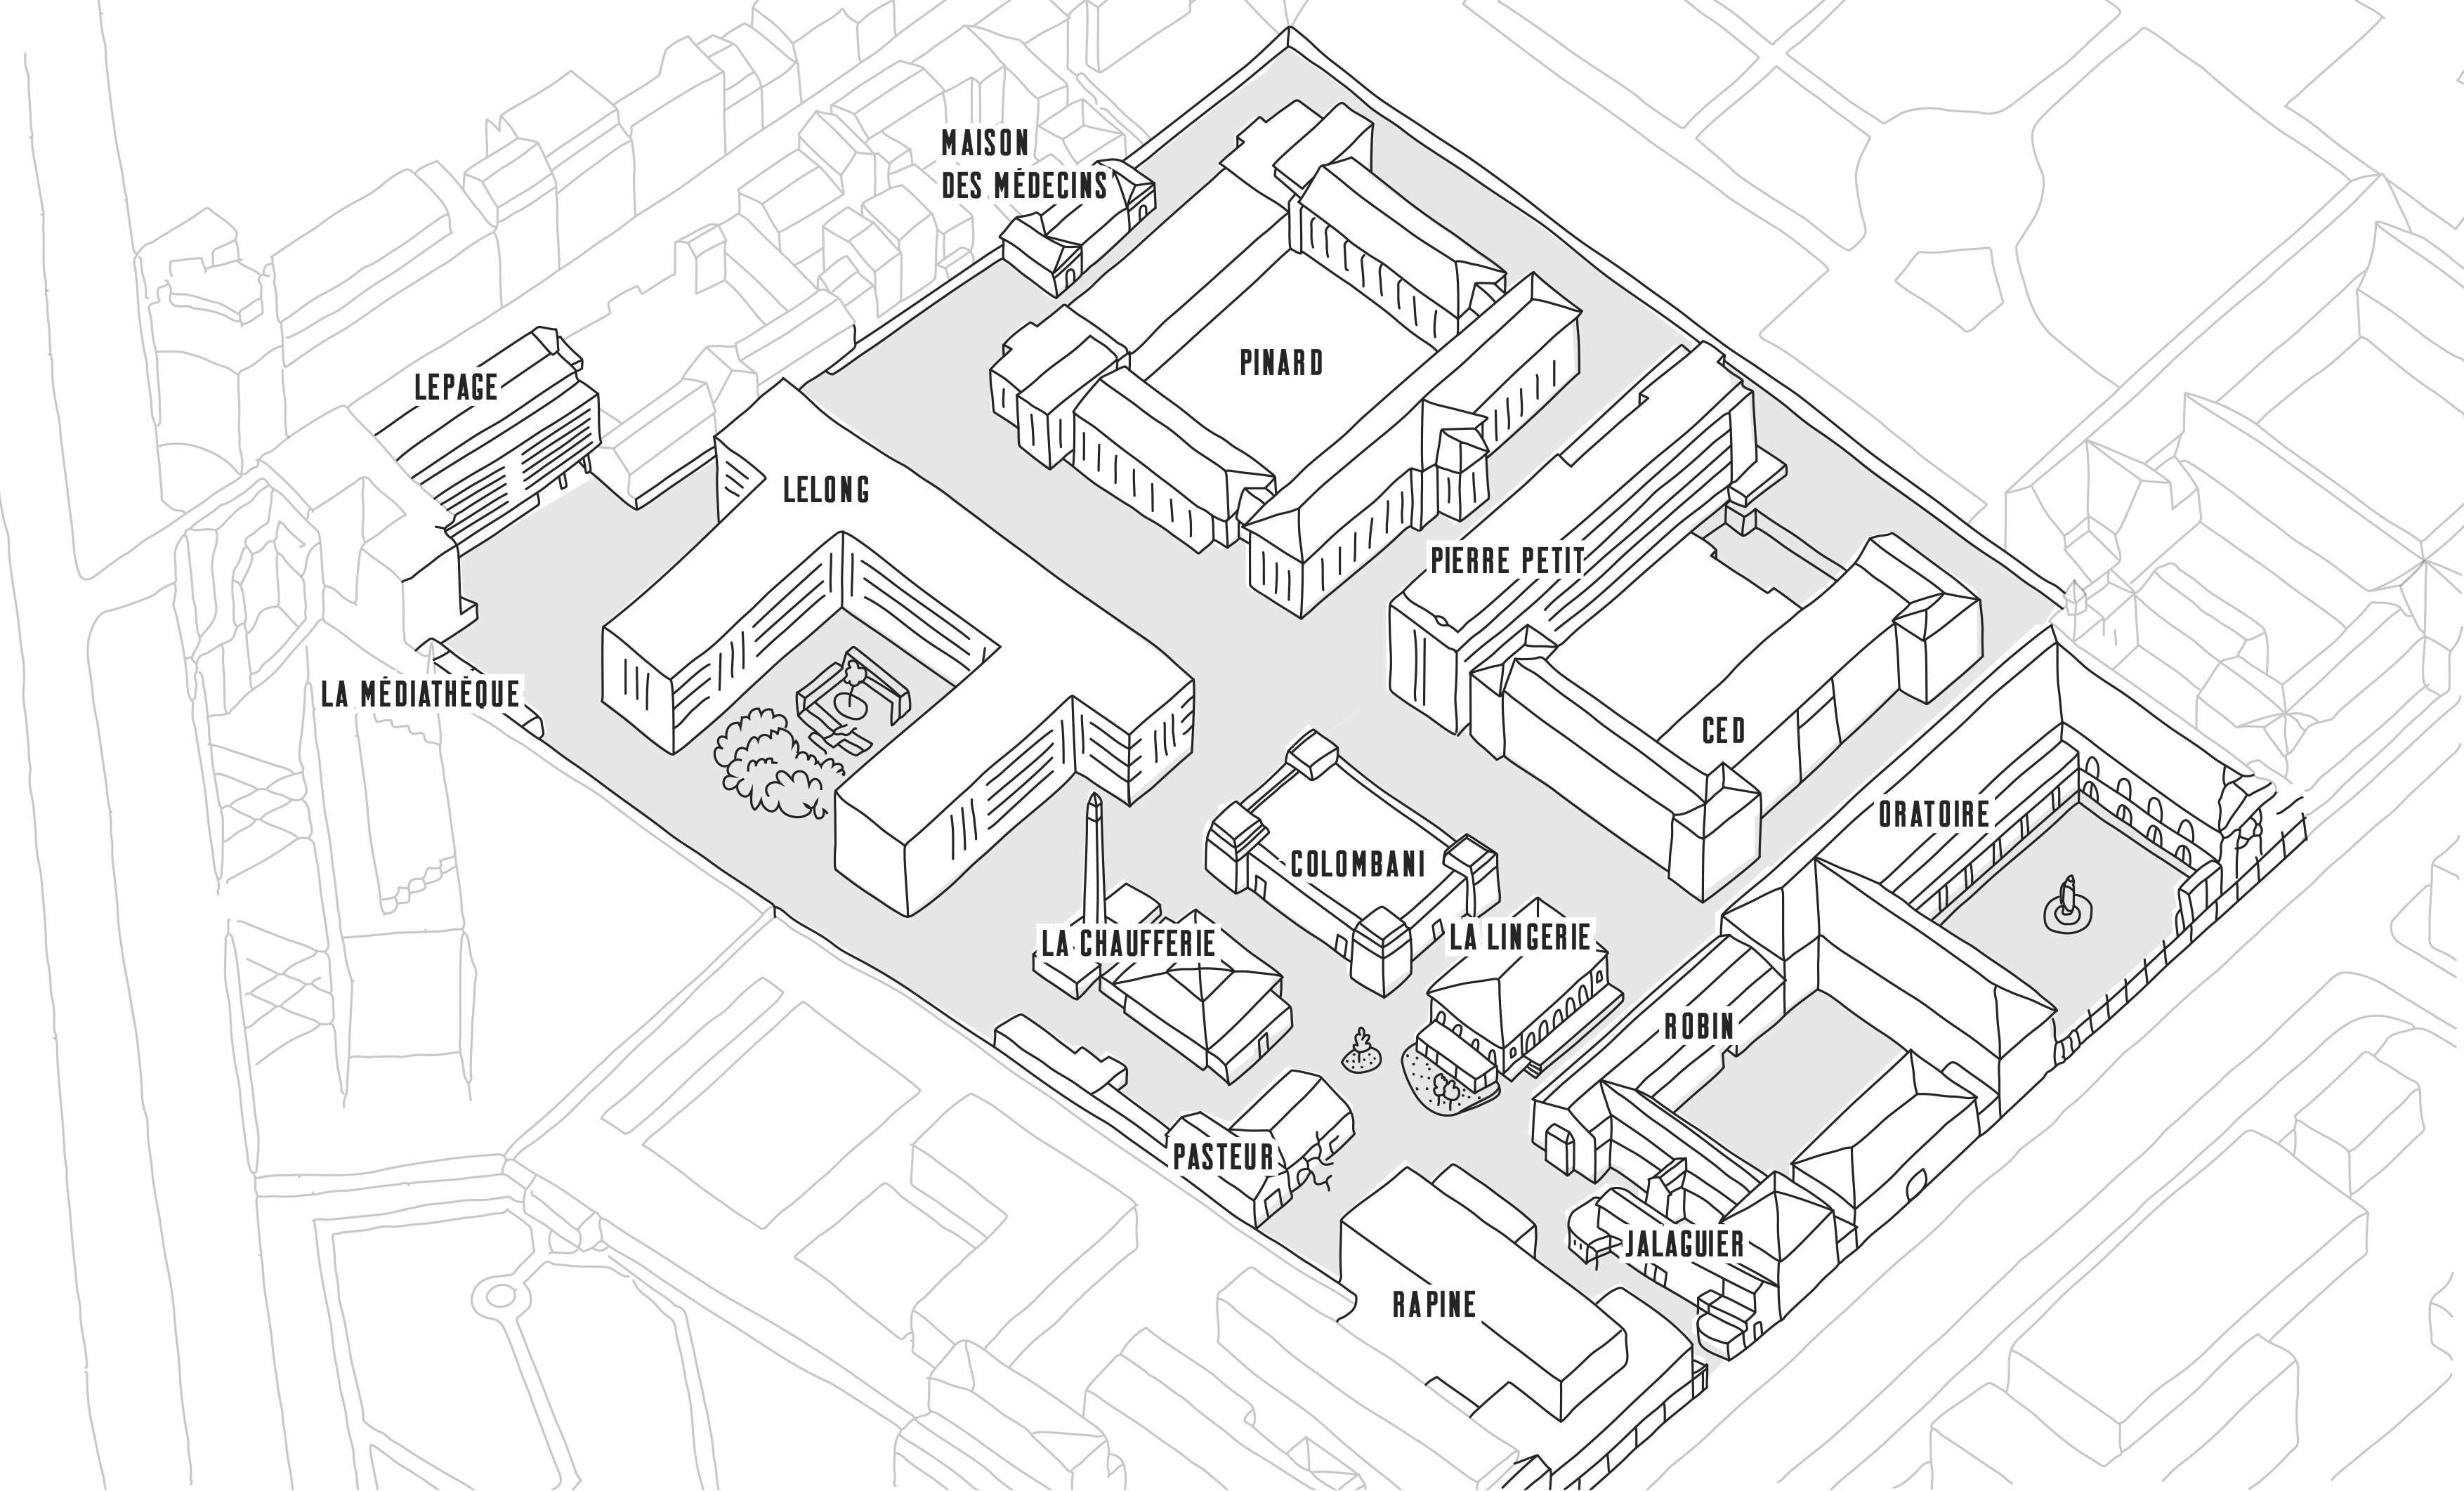 MAISON
DES MÉDECINS
PINARD
LEPAGE
LELONG
PIERRE PETIT
LA MÉDIATHÈQUE
CED
ORATOIRE
COLOMBANI
LA LINGERIE
LA CHAUFFERIE
ROBIN
PASTEUR
JALAGUIER
RAPINE